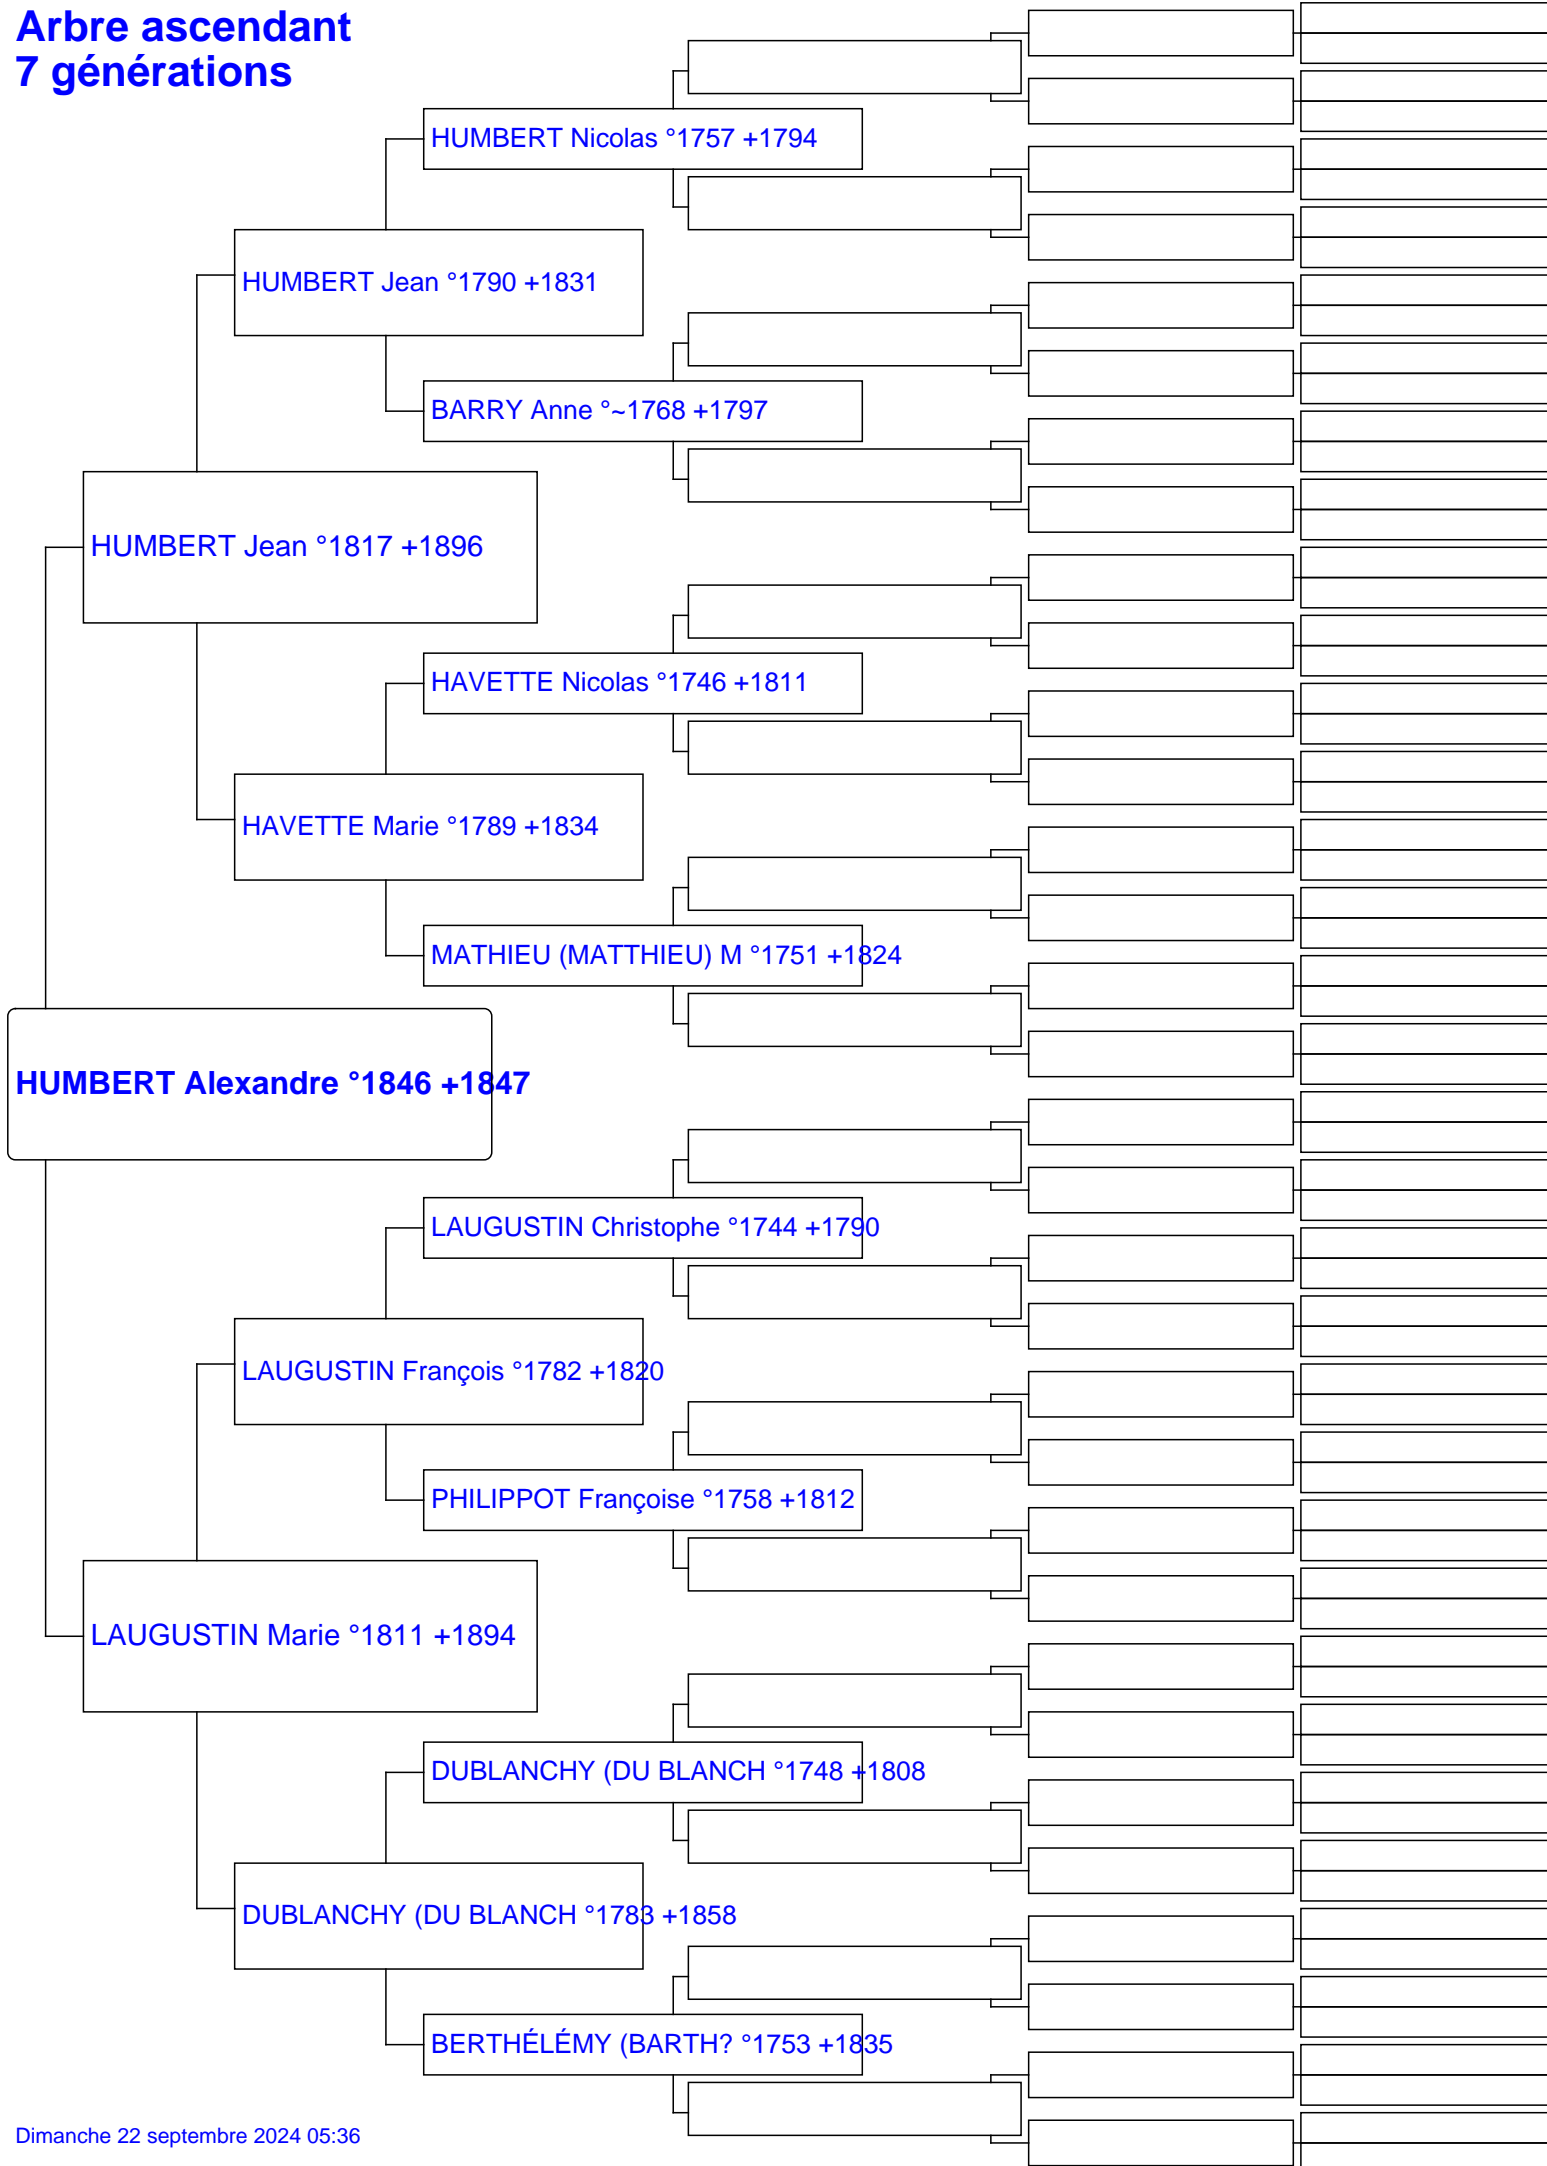 Arbre ascendant
7 générations
HUMBERT Nicolas °1757 +1794
HUMBERT Jean °1790 +1831
BARRY Anne °~1768 +1797
HUMBERT Jean °1817 +1896
HAVETTE Nicolas °1746 +1811
HAVETTE Marie °1789 +1834
MATHIEU (MATTHIEU) M °1751 +1824
HUMBERT Alexandre °1846 +1847
LAUGUSTIN Christophe °1744 +1790
LAUGUSTIN François °1782 +1820
PHILIPPOT Françoise °1758 +1812
LAUGUSTIN Marie °1811 +1894
DUBLANCHY (DU BLANCH °1748 +1808
DUBLANCHY (DU BLANCH °1783 +1858
BERTHÉLÉMY (BARTH? °1753 +1835
Dimanche 22 septembre 2024 05:36